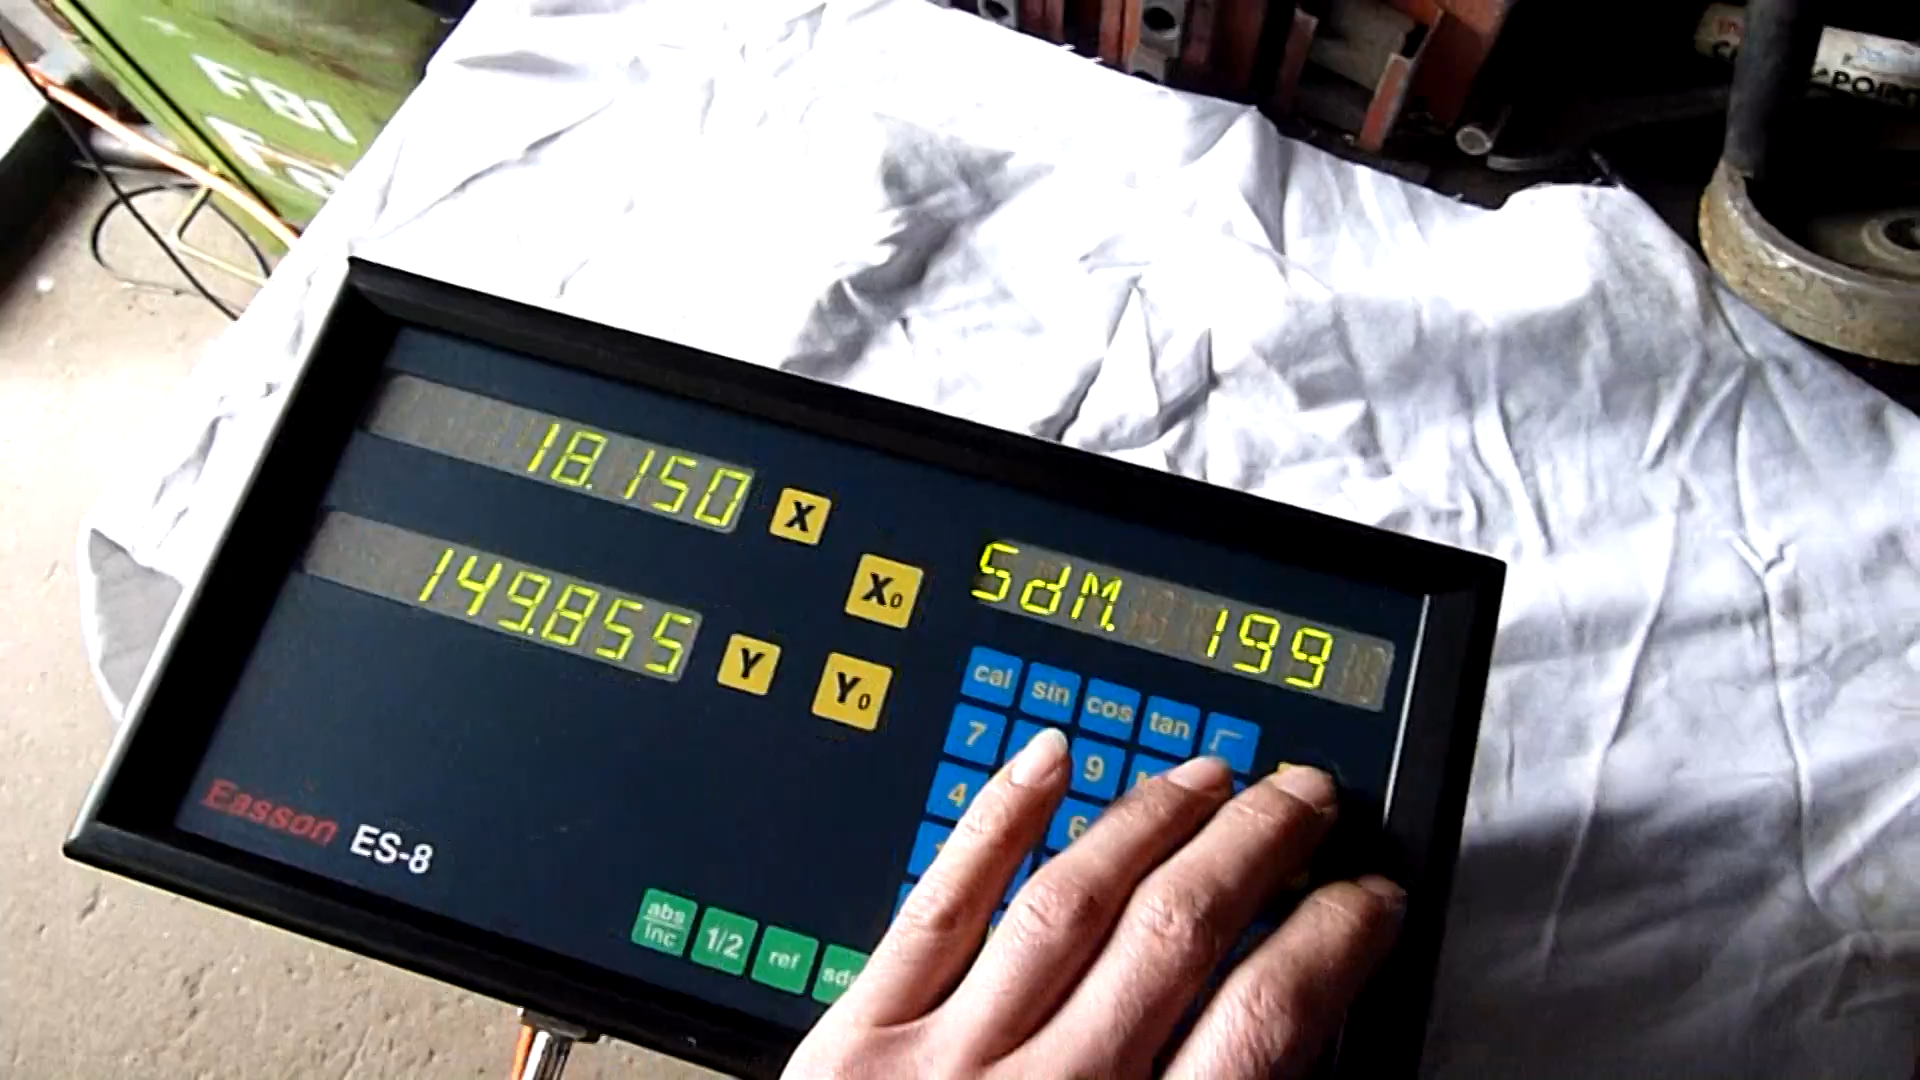 FB1
POINT
18.150 X
X0
SdM. 199
149.855 Y
Y0
cal sin cos tan
7 9
4 6
Easson ES-8
abs/inc 1/2 ref